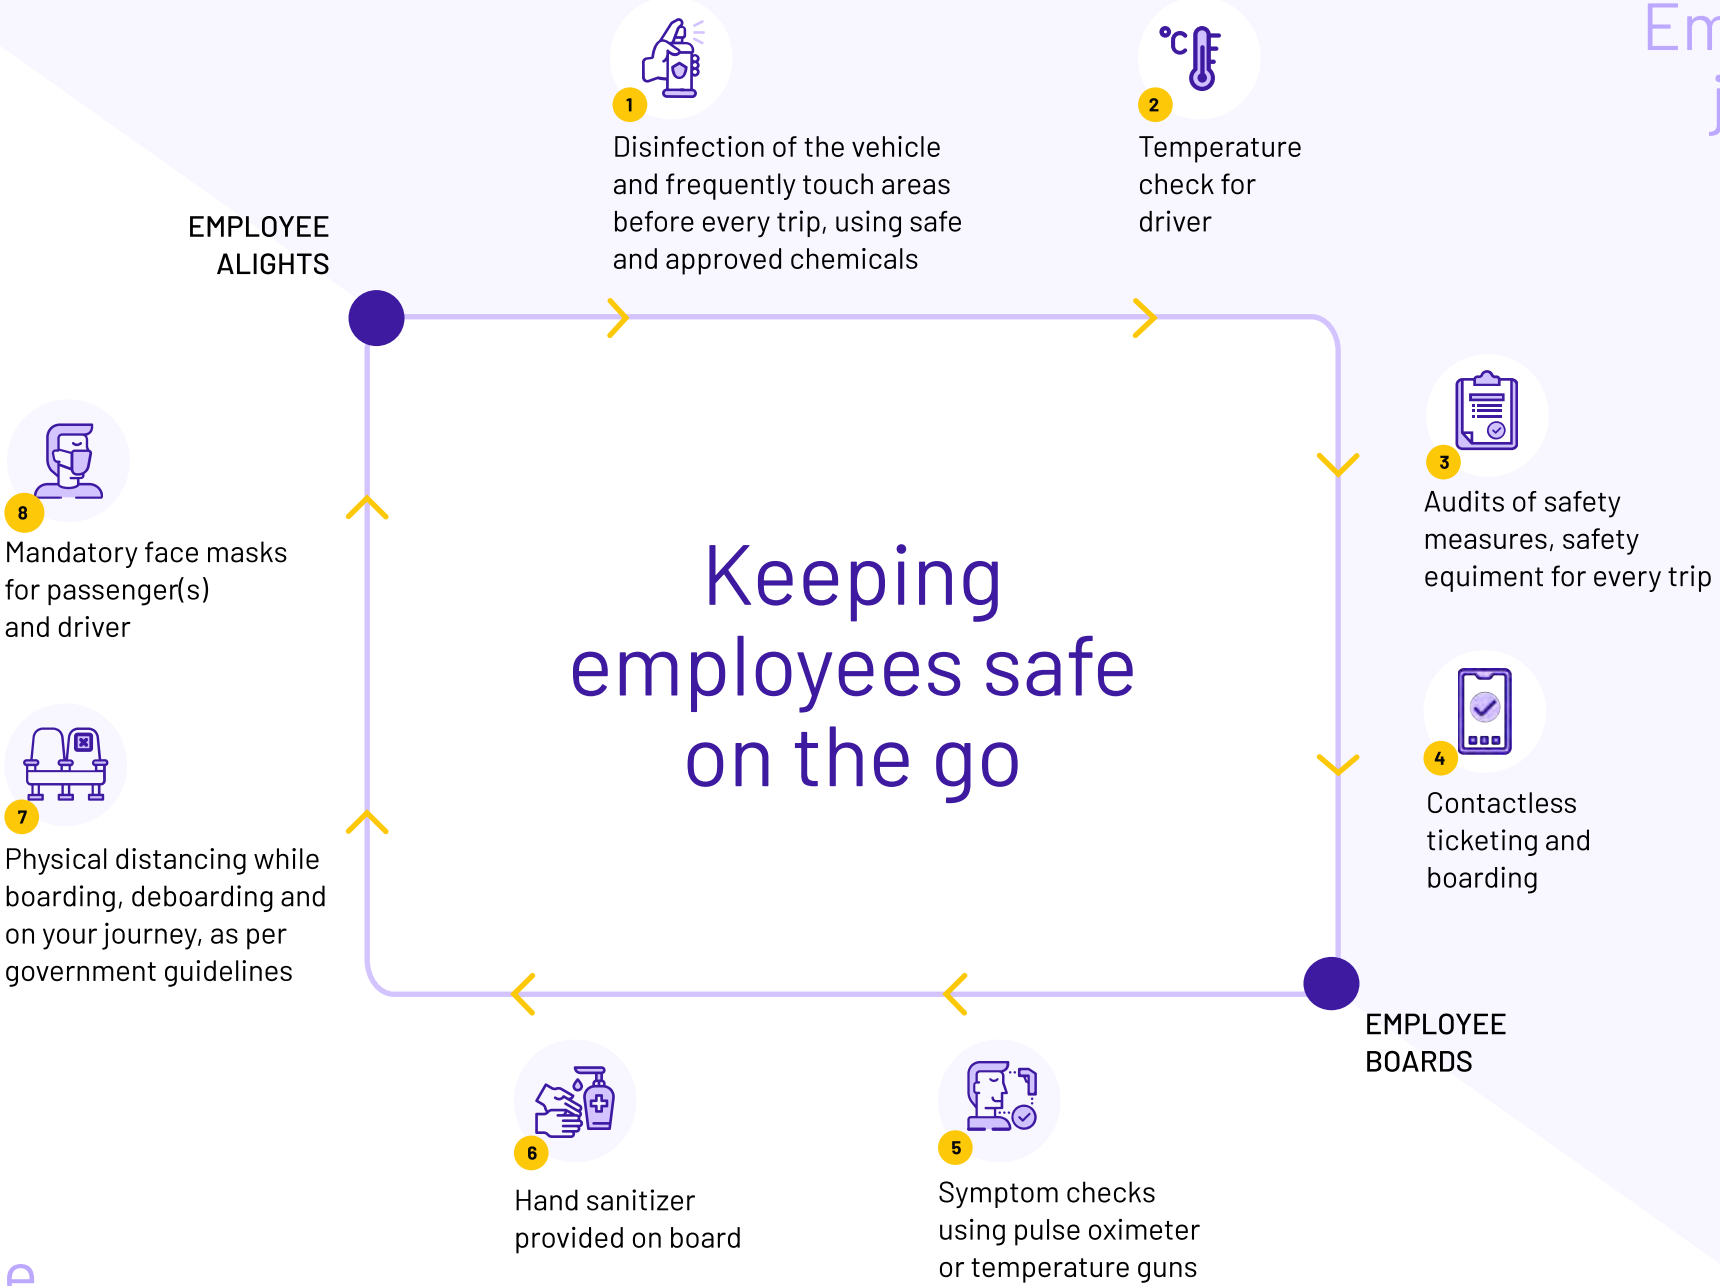 Em
j
1
Disinfection of the vehicle
and frequently touch areas
before every trip, using safe
and approved chemicals
2
Temperature
check for
driver
EMPLOYEE
ALIGHTS
3
Audits of safety
measures, safety
equiment for every trip
4
Contactless
ticketing and
boarding
Keeping
employees safe
on the go
8
Mandatory face masks
for passenger(s)
and driver
7
Physical distancing while
boarding, deboarding and
on your journey, as per
government guidelines
EMPLOYEE
BOARDS
6
Hand sanitizer
provided on board
5
Symptom checks
using pulse oximeter
or temperature guns
e
°C